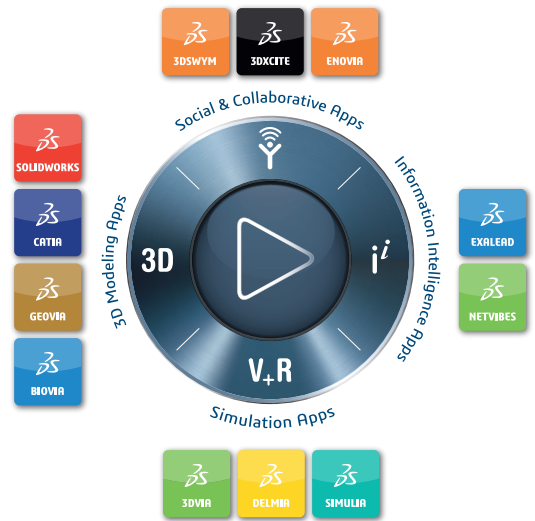 3DSWYM
3DXCITE
ENOVIA
Social & Collaborative Apps
SOLIDWORKS
CATIA
GEOVIA
BIOVIA
3D Modeling Apps
3D
i i
V+R
Information Intelligence Apps
EXALEAD
NETVIBES
Simulation Apps
3DVIA
DELMIA
SIMULIA